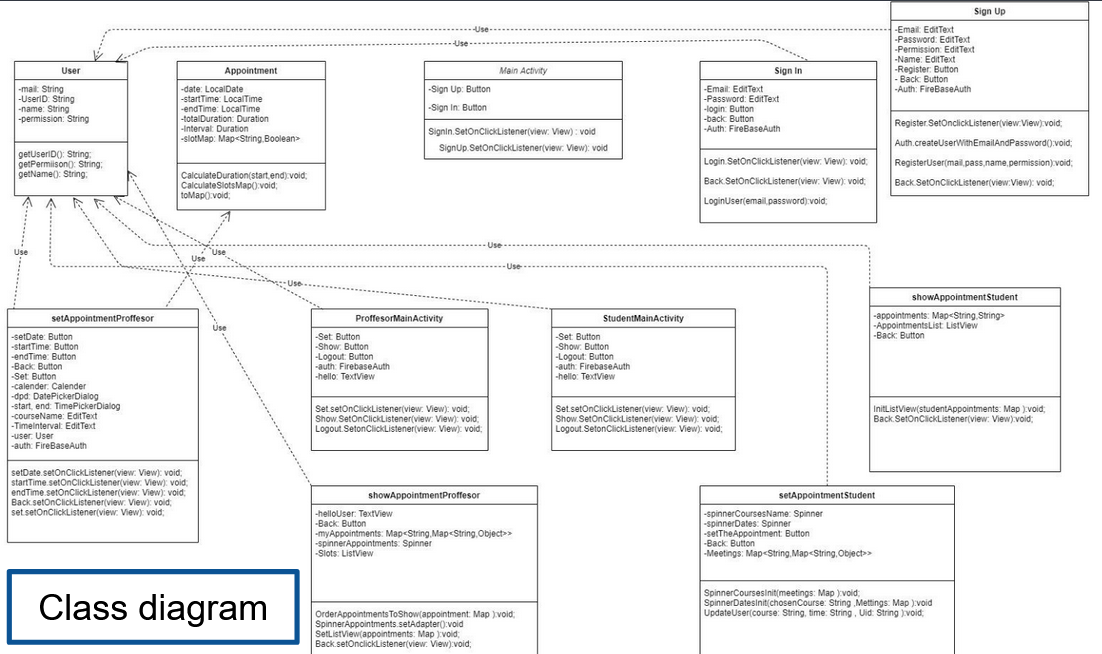 Sign Up
-Email: EditText
-Password: EditText
-Permission: EditText
-Name: EditText
-Register: Button
- Back: Button
-Auth: FireBaseAuth
Register.SetOnclickListener(view:View):void;
Auth.createUserWithEmailAndPassword():void;
RegisterUser(mail,pass,name,permission):void;
Back.SetOnClickListener(view:View): void;
Use
Use
User
-mail: String
-UserID: String
-name: String
-permission: String
getUserID(): String;
getPermiison(): String;
getName(): String;
Appointment
-date: LocalDate
-startTime: LocalTime
-endTime: LocalTime
-totalDuration: Duration
-Interval: Duration
-slotMap: Map<String,Boolean>
CalculateDuration(start,end):void;
CalculateSlotsMap():void;
toMap():void;
Main Activity
-Sign Up: Button
-Sign In: Button
SignIn.SetOnClickListener(view: View) : void
SignUp.SetOnClickListener(view: View): void
Sign In
-Email: EditText
-Password: EditText
-login: Button
-back: Button
-Auth: FireBaseAuth
Login.SetOnClickListener(view: View): void;
Back.SetOnClickListener(view: View): void;
LoginUser(email,password):void;
Use
Use
Use
Use
Use
Use
Use
setAppointmentProffesor
-setDate: Button
-startTime: Button
-endTime: Button
-Back: Button
-Set: Button
-calender: Calender
-dpd: DatePickerDialog
-start, end: TimePickerDialog
-courseName: EditText
-TimeInterval: EditText
-user: User
-auth: FireBaseAuth
setDate.setOnClickListener(view: View): void;
startTime.setOnClickListener(view: View): void;
endTime.setOnClickListener(view: View): void;
Back.setOnClickListener(view: View): void;
set.setOnClickListener(view: View): void;
ProffesorMainActivity
-Set: Button
-Show: Button
-Logout: Button
-auth: FirebaseAuth
-hello: TextView
Set.setOnClickListener(view: View): void;
Show.SetOnClickListener(view: View): void;
Logout.SetonClickListener(view: View): void;
StudentMainActivity
-Set: Button
-Show: Button
-Logout: Button
-auth: FirebaseAuth
-hello: TextView
Set.setOnClickListener(view: View): void;
Show.SetOnClickListener(view: View): void;
Logout.SetonClickListener(view: View): void;
showAppointmentStudent
-appointments: Map<String,String>
-AppointmentsList: ListView
-Back: Button
InitListView(studentAppointments: Map ):void;
Back.SetOnClickListener(view: View):void;
showAppointmentProffesor
-helloUser: TextView
-Back: Button
-myAppointments: Map<String,Map<String,Object>>
-spinnerAppointments: Spinner
-Slots: ListView
OrderAppointmentsToShow(appointment: Map ):void;
SpinnerAppointments.setAdapter():void
SetListView(appointments: Map ):void;
Back.setOnclickListener(view: View):void;
setAppointmentStudent
-spinnerCoursesName: Spinner
-spinnerDates: Spinner
-setTheAppointment: Button
-Back: Button
-Meetings: Map<String,Map<String,Object>>
SpinnerCoursesInit(meetings: Map ): void;
SpinnerDatesInit(chosenCourse: String ,Mettings: Map ):void
UpdateUser(course: String, time: String , Uid: String ):void;
Class diagram